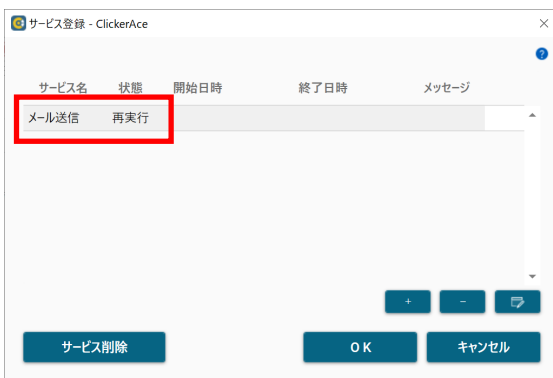 サービス登録 - ClickerAce
サービス名 状態 開始日時 終了日時 メッセージ
メール送信 再実行
+ −
サービス削除 OK キャンセル